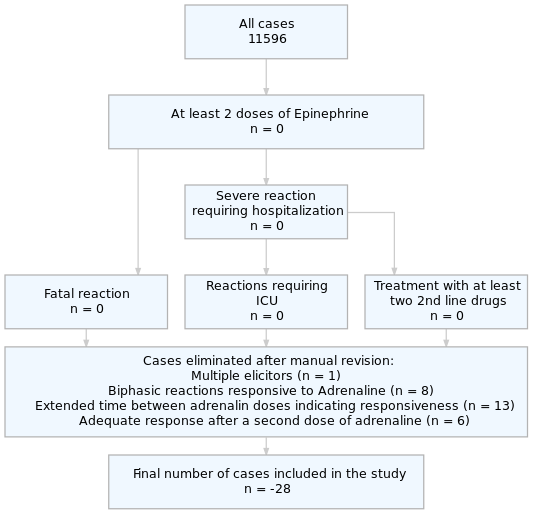 All cases
11596
At least 2 doses of Epinephrine
n = 0
Severe reaction
requiring hospitalization
n = 0
Fatal reaction
n = 0
Reactions requiring
ICU
n = 0
Treatment with at least
two 2nd line drugs
n = 0
Cases eliminated after manual revision:
Multiple elicitors (n = 1)
Biphasic reactions responsive to Adrenaline (n = 8)
Extended time between adrenalin doses indicating responsiveness (n = 13)
Adequate response after a second dose of adrenaline (n = 6)
Final number of cases included in the study
n = -28